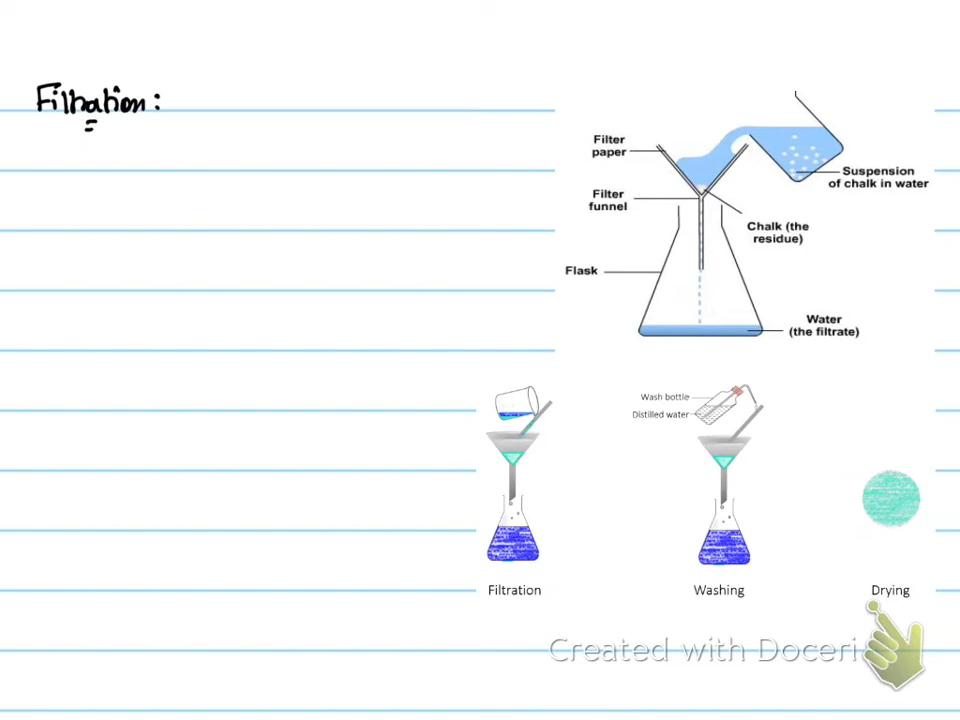 Filtration :
Filter
paper
Suspension
of chalk in water
Filter
funnel
Chalk (the
residue)
Flask
Water
(the filtrate)
Wash bottle
Distilled water
Filtration
Washing
Drying
Created with Doceri